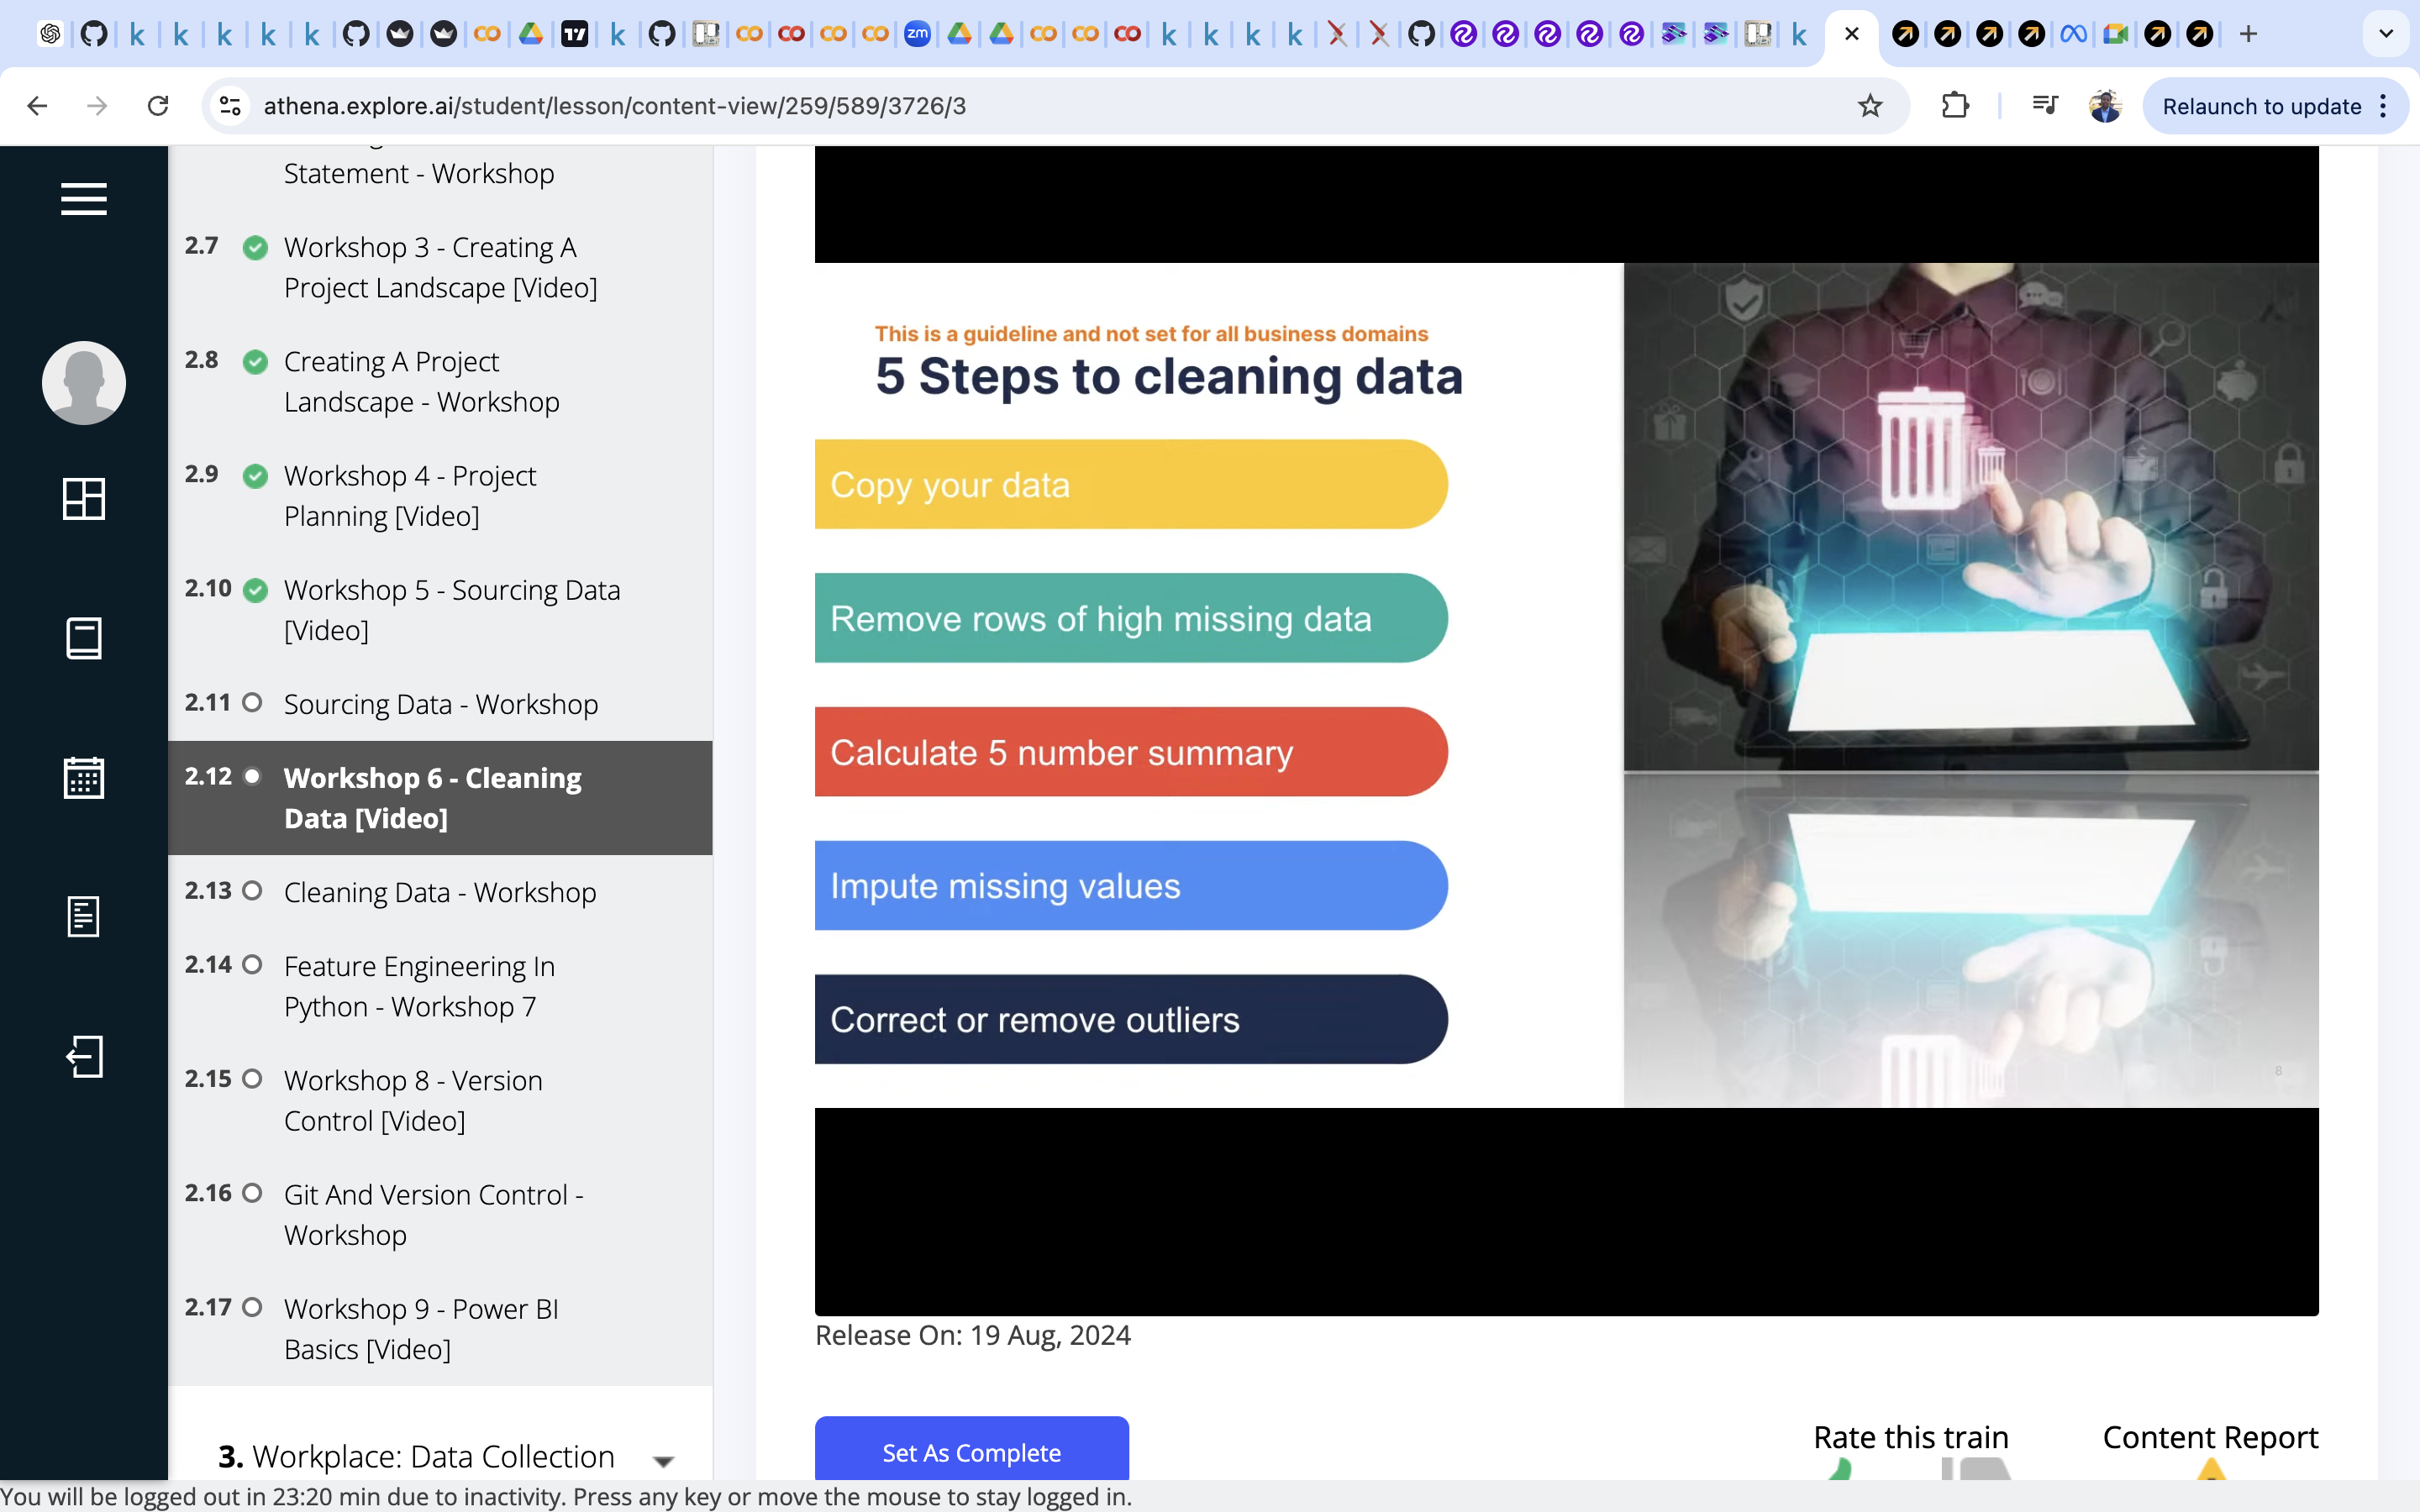 athena.explore.ai/student/lesson/content-view/259/589/3726/3
Relaunch to update
Statement - Workshop
2.7 Workshop 3 - Creating A
Project Landscape [Video]
2.8 Creating A Project
Landscape - Workshop
2.9 Workshop 4 - Project
Planning [Video]
2.10 Workshop 5 - Sourcing Data
[Video]
2.11 Sourcing Data - Workshop
2.12 Workshop 6 - Cleaning
Data [Video]
2.13 Cleaning Data - Workshop
2.14 Feature Engineering In
Python - Workshop 7
2.15 Workshop 8 - Version
Control [Video]
2.16 Git And Version Control -
Workshop
2.17 Workshop 9 - Power BI
Basics [Video]
3. Workplace: Data Collection
This is a guideline and not set for all business domains
5 Steps to cleaning data
Copy your data
Remove rows of high missing data
Calculate 5 number summary
Impute missing values
Correct or remove outliers
8
Release On: 19 Aug, 2024
Set As Complete
Rate this train
Content Report
You will be logged out in 23:20 min due to inactivity. Press any key or move the mouse to stay logged in.